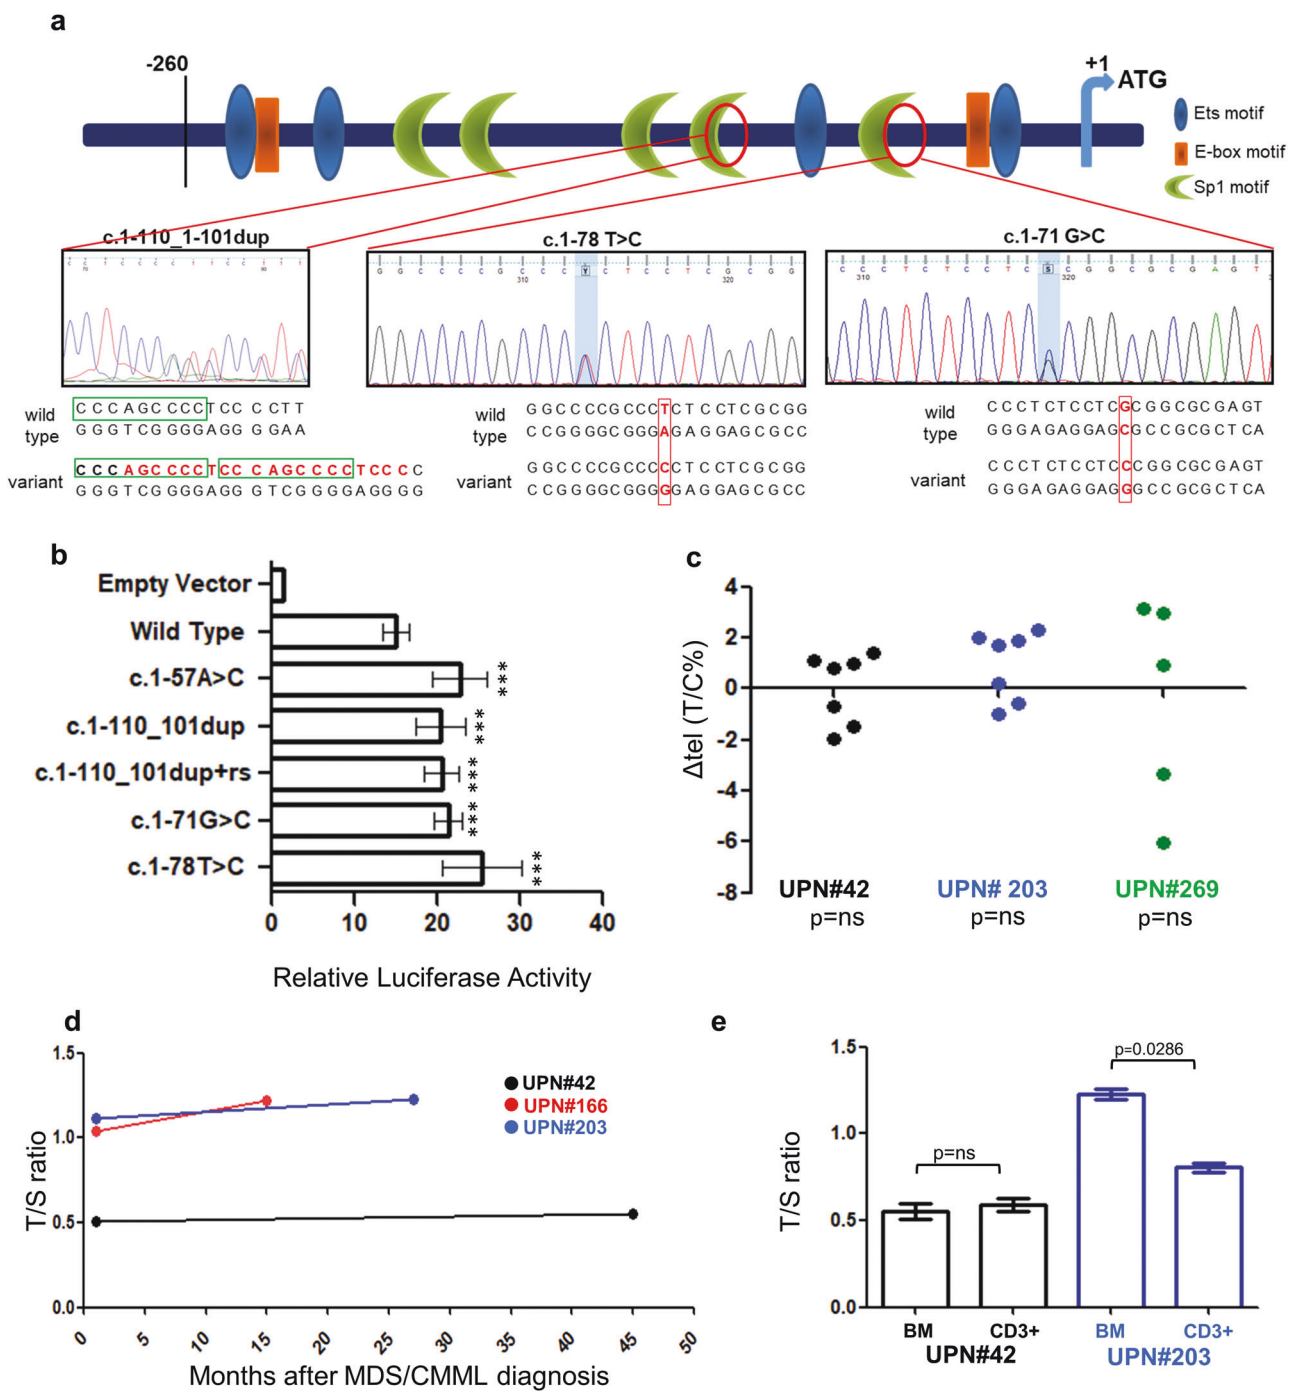 a
-260
+1
ATG
Ets motif
E-box motif
Sp1 motif
c.1-110_1-101dup
c.1-78 T>C
c.1-71 G>C
G G C C C C G C C C Y C T C C T C G C G G
310 320
C C C T C T C C T C S C G G C G C G A G T
310 320
wild type
C C C A G C C C C T C C C C T T
G G G T C G G G G A G G G G A A
variant
C C C A G C C C C T C C C A G C C C C T C C C C
G G G T C G G G G A G G G T C G G G G A G G G G
wild type
G G C C C C G C C C T C T C C T C G C G G
C C G G G G C G G G A G A G G A G C G C C
variant
G G C C C C G C C C C C T C C T C G C G G
C C G G G G C G G G G G A G G A G C G C C
wild type
C C C T C T C C T C G C G G C G C G A G T
G G G A G A G G A G C G C C G C G C T C A
variant
C C C T C T C C T C C C G G C G C G A G T
G G G A G A G G A G G G C C G C G C T C A
b
Empty Vector
Wild Type
c.1-57A>C
***
c.1-110_101dup
***
c.1-110_101dup+rs
***
c.1-71G>C
***
c.1-78T>C
***
0 10 20 30 40
Relative Luciferase Activity
c
Δtel (T/C%)
4
2
0
-2
-4
-6
-8
UPN#42 UPN# 203 UPN#269
p=ns p=ns p=ns
d
T/S ratio
1.5
1.0
0.5
0.0
UPN#42
UPN#166
UPN#203
0 5 10 15 20 25 30 35 40 45 50
Months after MDS/CMML diagnosis
e
T/S ratio
1.5
1.0
0.5
0.0
p=ns
p=0.0286
BM CD3+ BM CD3+
UPN#42 UPN#203